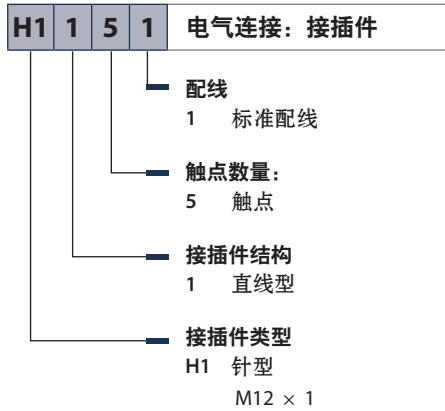 H1 1 5 1 电气连接：接插件
配线
1 标准配线
触点数量：
5 触点
接插件结构
1 直线型
接插件类型
H1 针型
M12 × 1